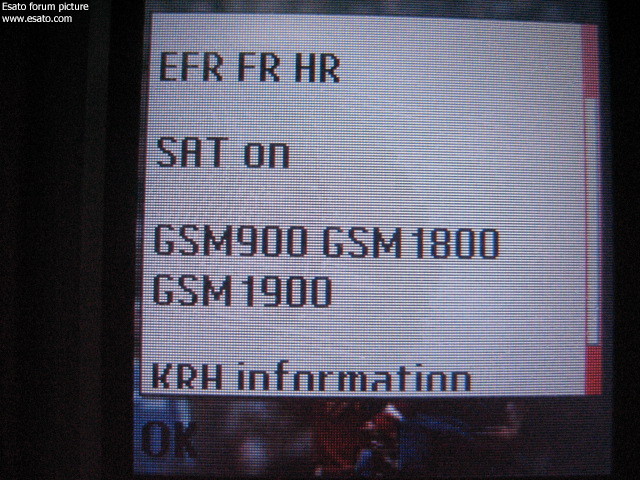 Esato forum picture
www.esato.com
EFR FR HR
SAT on
GSM900 GSM1800
GSM1900
KRH information
OK